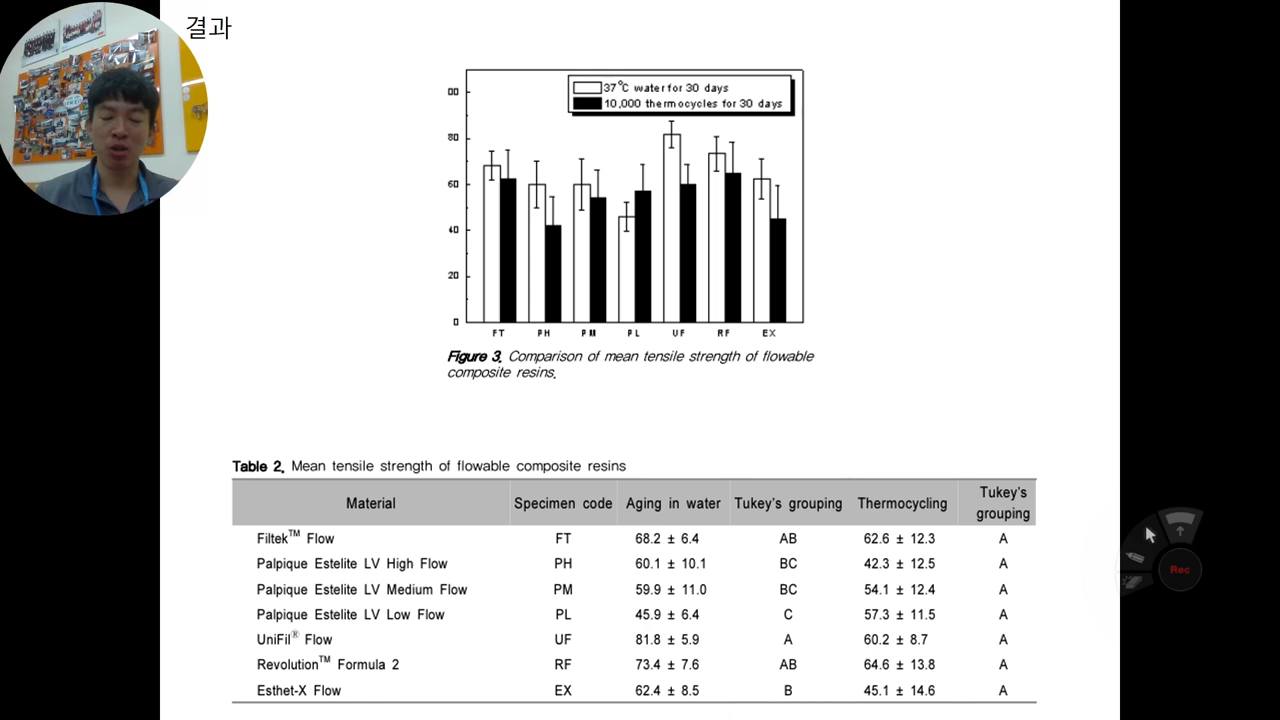 결과
37°C water for 30 days
10,000 thermocycles for 30 days
00
80
60
40
20
0
FT PH PM PL UF RF EX
Figure 3. Comparison of mean tensile strength of flowable
composite resins.
Table 2. Mean tensile strength of flowable composite resins
Material Specimen code Aging in water Tukey's grouping Thermocycling Tukey's grouping
Filtek™ Flow FT 68.2 ± 6.4 AB 62.6 ± 12.3 A
Palpique Estelite LV High Flow PH 60.1 ± 10.1 BC 42.3 ± 12.5 A
Palpique Estelite LV Medium Flow PM 59.9 ± 11.0 BC 54.1 ± 12.4 A
Palpique Estelite LV Low Flow PL 45.9 ± 6.4 C 57.3 ± 11.5 A
UniFil® Flow UF 81.8 ± 5.9 A 60.2 ± 8.7 A
Revolution™ Formula 2 RF 73.4 ± 7.6 AB 64.6 ± 13.8 A
Esthet-X Flow EX 62.4 ± 8.5 B 45.1 ± 14.6 A
Rec